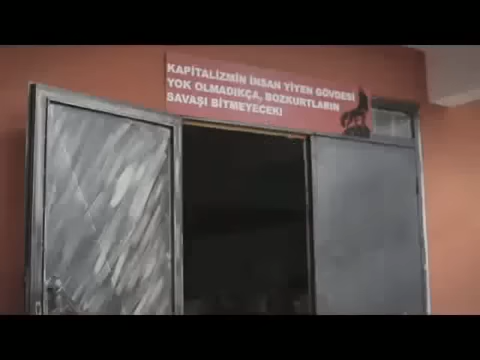 KAPİTALİZMİN İNSAN YİYEN GÖVDESİ
YOK OLMADIKÇA, BOZKURTLARIN
SAVAŞI BİTMEYECEK!